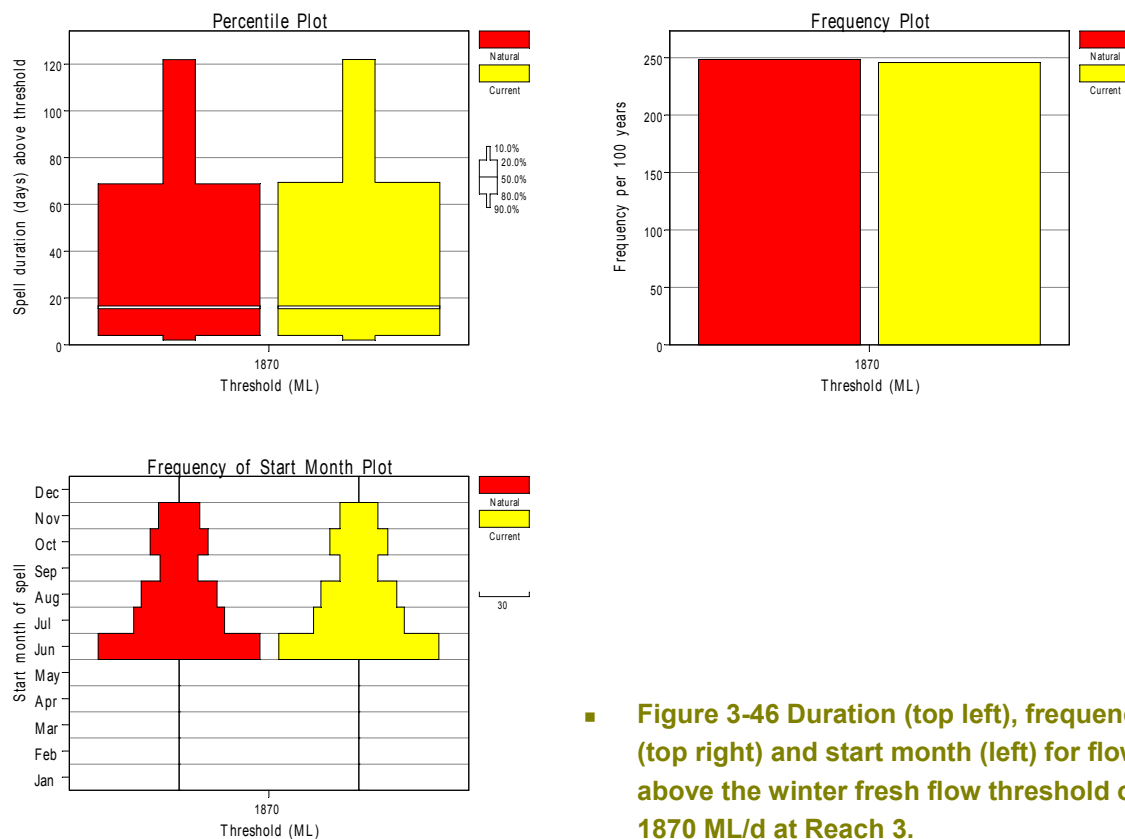 Percentile Plot
Spell duration (days) above threshold
120
100
80
60
40
20
0
1870
Threshold (ML)
Natural
Current
10.0%
20.0%
50.0%
80.0%
90.0%
Frequency Plot
Frequency per 100 years
250
200
150
100
50
0
1870
Threshold (ML)
Natural
Current
Frequency of Start Month Plot
Start month of spell
Dec
Nov
Oct
Sep
Aug
Jul
Jun
May
Apr
Mar
Feb
Jan
1870
Threshold (ML)
Natural
Current
30
▪ Figure 3-46 Duration (top left), frequenc
(top right) and start month (left) for flow
above the winter fresh flow threshold o
1870 ML/d at Reach 3.